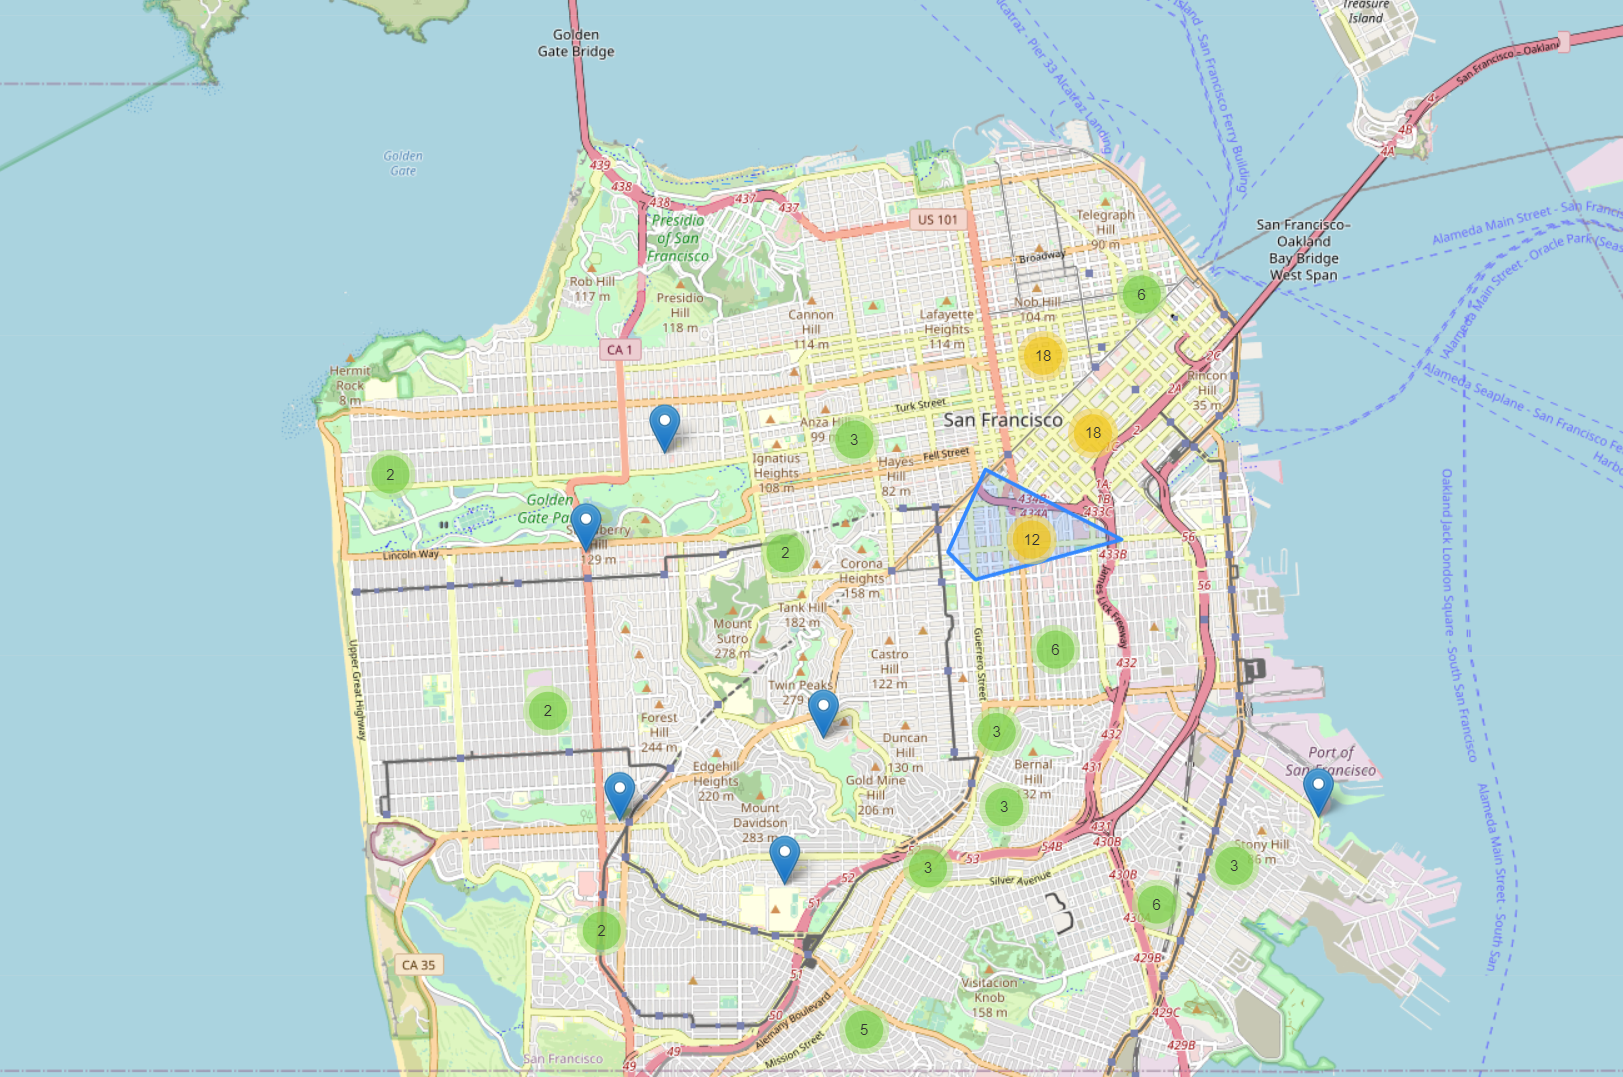 Treasure
Island
Golden
Gate Bridge
San Francisco – Oakland
Alcatraz - Pier 33 Alcatraz Landing
Island - San Francisco Ferry Building
4
4B
4A
Golden
Gate
439
438
438
437
437
Presidio
of San
Francisco
US 101
Telegraph
Hill
90 m
Broadway
San Francisco–
Oakland
Bay Bridge
West Span
Alameda Main Street - San Francis
Alameda Main Street - Oracle Park (Seas
Rob Hill
117 m
Presidio
Hill
118 m
Cannon
Hill
114 m
Lafayette
Heights
114 m
Nob Hill
104 m
6
CA 1
18
2C
2A
Rincon
Hill
35 m
Alameda Seaplane - San Francisco Fe
Harbo
Hermit
Rock
8 m
Turk Street
San Francisco
Anza
99
3
18
2
Ignatius
Heights
108 m
Hayes
Hill
82 m
Fell Street
2
1A
1B
434B
434A
433C
433B
12
Golden
Gate Pa
Hill
29 m
Lincoln Way
2
Corona
Heights
158 m
56
56
James Lick Freeway
Tank Hill
182 m
Mount
Sutro
278 m
Castro
Hill
122 m
Guerrero Street
6
432
432
Upper Great Highway
Twin Peaks
279
2
Forest
Hill
244 m
3
Duncan
Hill
130 m
Edgehill
Heights
220 m
Gold Mine
Hill
206 m
Bernal
Hill
132 m
431
Port of
San Francisco
Mount
Davidson
283 m
3
431
430B
54B
53
52
3
Silver Avenue
Stony Hill
86 m
3
430B
430A
6
51
2
51
429B
CA 35
Visitacion
Knob
158 m
50
Alemany Boulevard
Mission Street
5
429C
429B
49
49
San Francisco
Oakland Jack London Square - South San Francisco
Alameda Main Street - South San